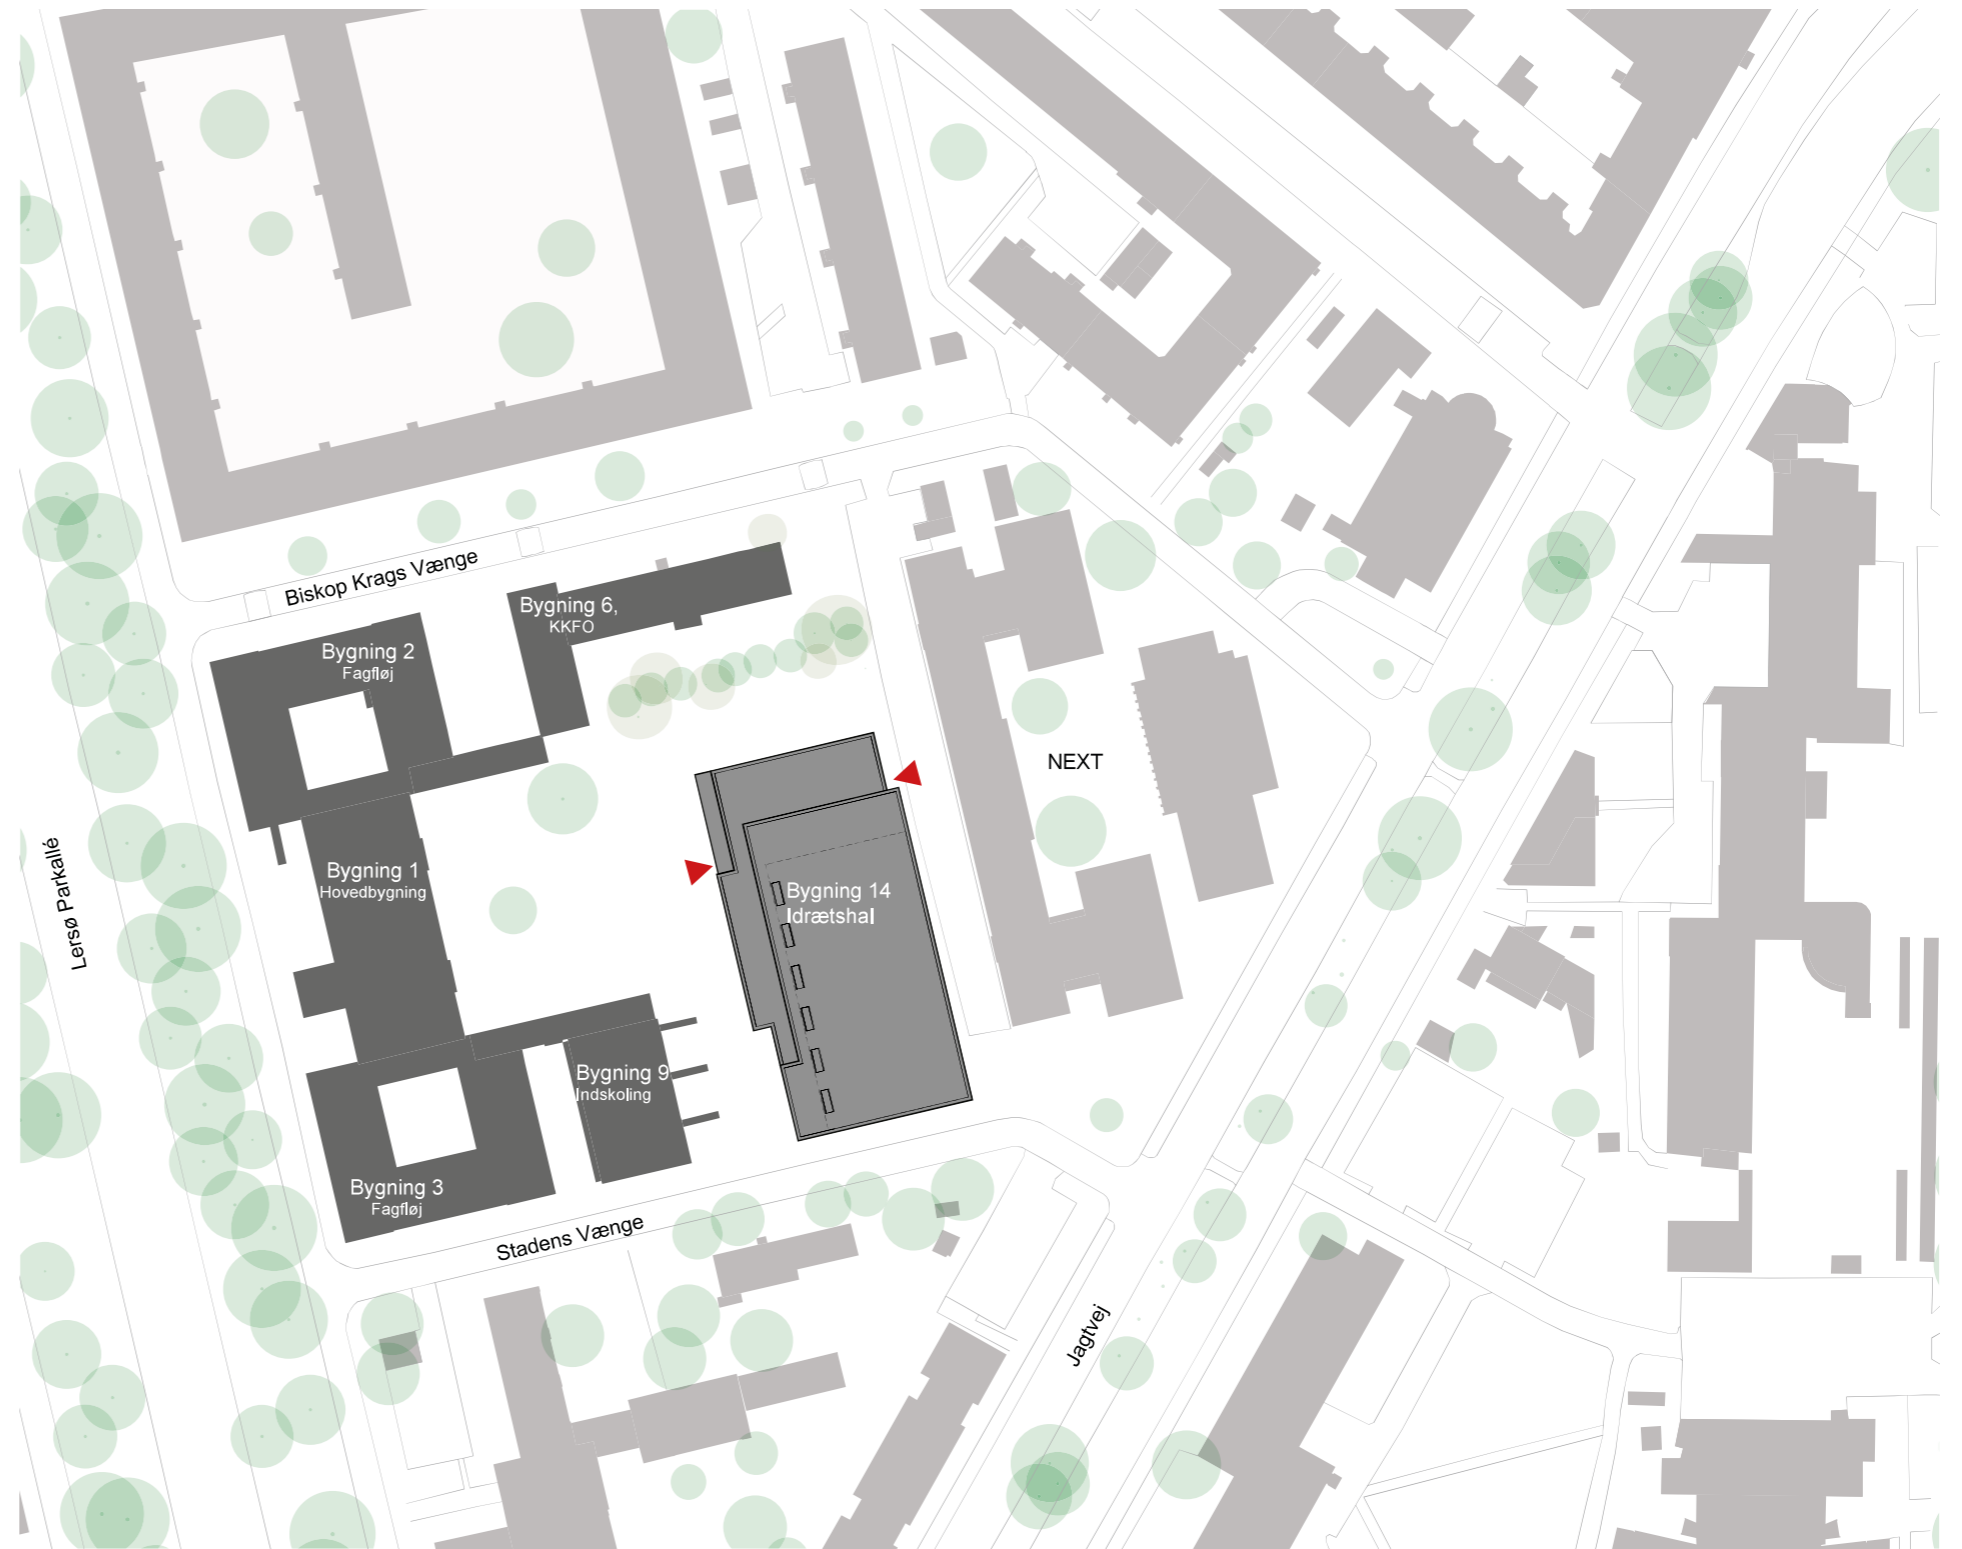 Biskop Krags Vænge
Bygning 6,
KKFO
Bygning 2
Fagfløj
NEXT
Lersø Parkallé
Bygning 1
Hovedbygning
Bygning 14
Idrætshal
Bygning 9
Indskoling
Bygning 3
Fagfløj
Stadens Vænge
Jagtvej